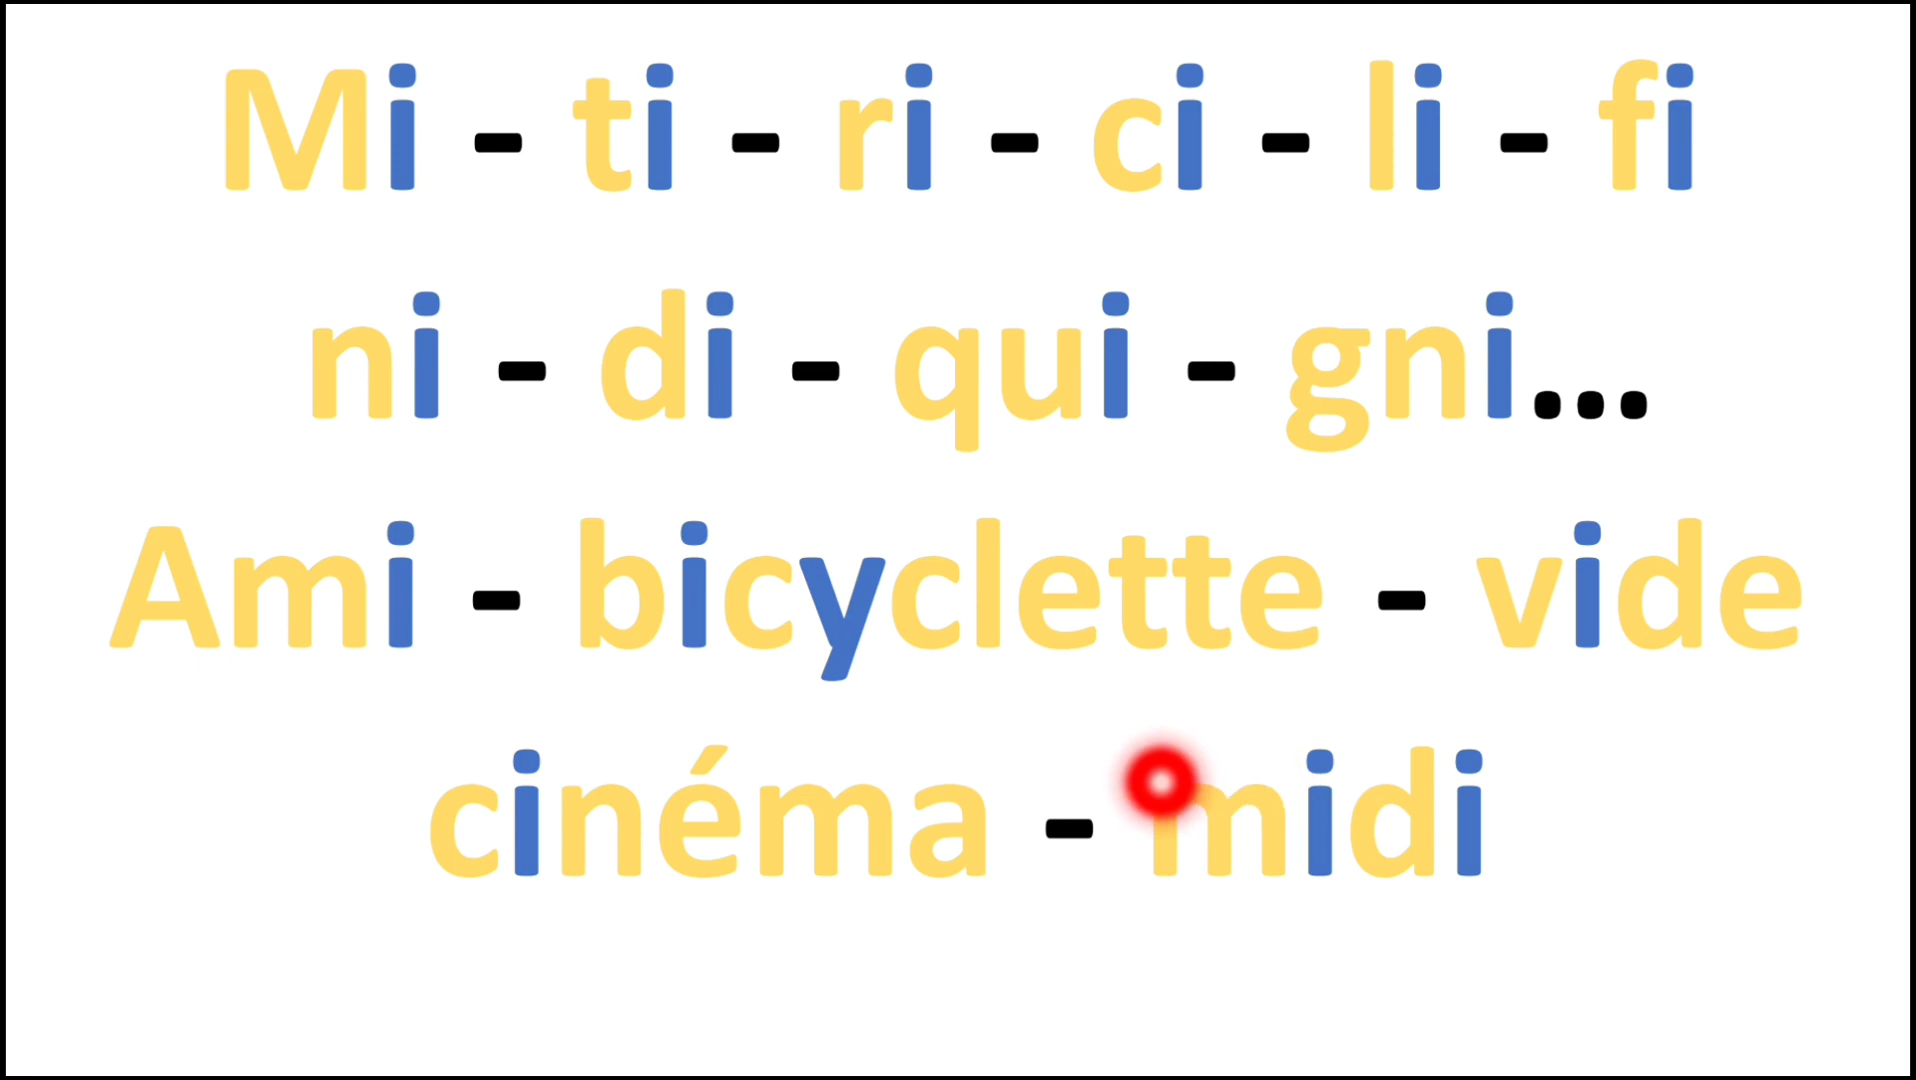 Mi - ti - ri - ci - li - fi
ni - di - qui - gni...
Ami - bicyclette - vide
cinéma - midi